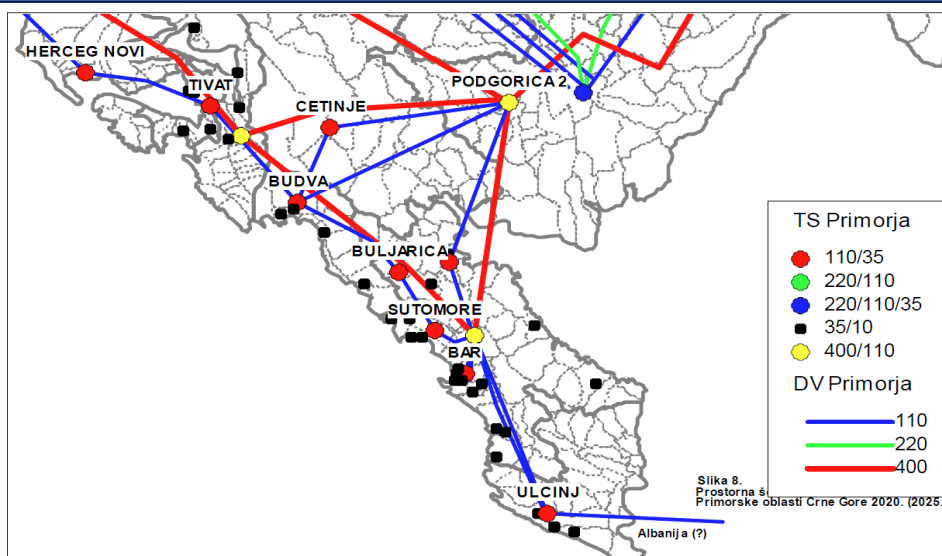 HERCEG NOVI
TIVAT
CETINJE
PODGORICA 2
BUDVA
BULJARICA
SUTOMORE
BAR
ULCINJ
Albanija (?)
TS Primorja
110/35
220/110
220/110/35
35/10
400/110
DV Primorja
110
220
400
Slika 8.
Prostorna
Primorske oblasti Crne Gore 2020. (2025.